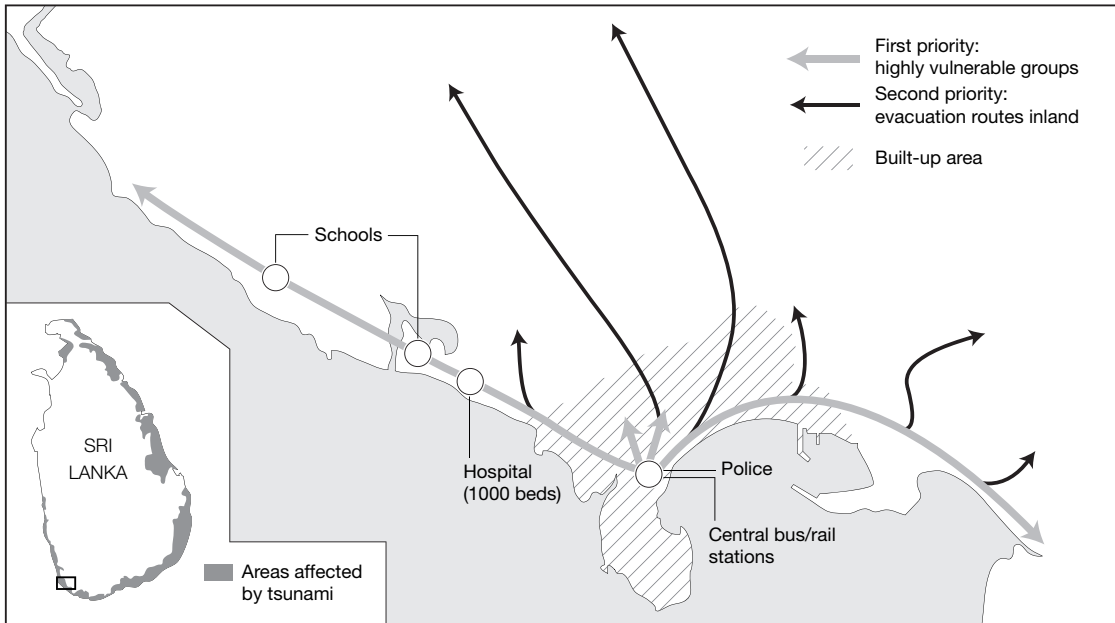 First priority:
highly vulnerable groups
Second priority:
evacuation routes inland
Built-up area
Schools
Hospital
(1000 beds)
Police
Central bus/rail
stations
SRI
LANKA
Areas affected
by tsunami